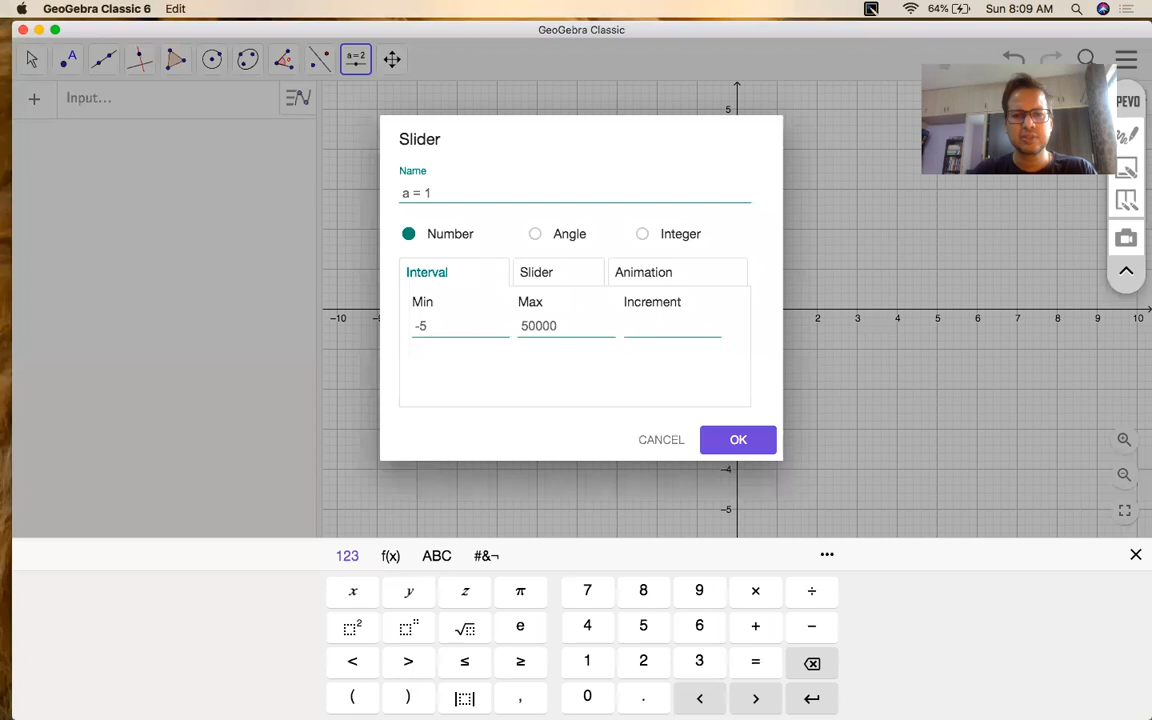 GeoGebra Classic 6 Edit 64% Sun 8:09 AM
GeoGebra Classic
A
a=2
+ Input...
PEVO
5
Slider
Name
a = 1
Number Angle Integer
Interval Slider Animation
Min Max Increment
-5 50000
-10 2 3 4 5 6 7 8 9 10
CANCEL OK
-4
-5
123 f(x) ABC #&¬ ...
x y z π 7 8 9 × ÷
e 4 5 6 + −
< > ≤ ≥ 1 2 3 =
( ) , 0 . < >